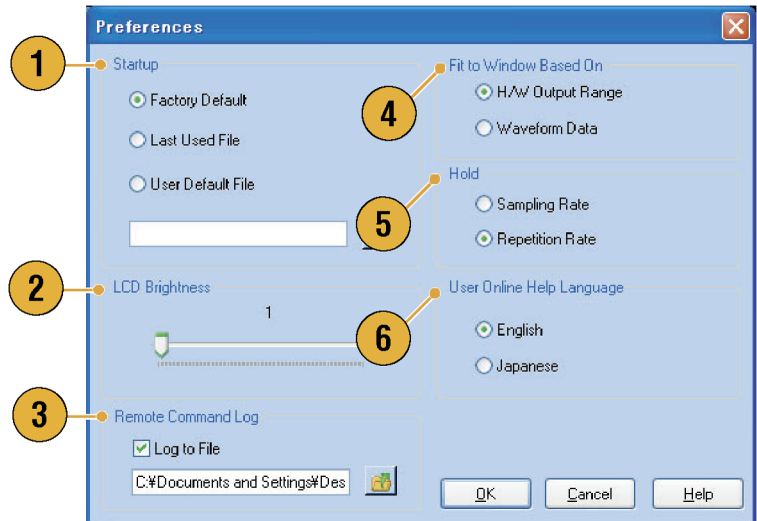 Preferences
1
Startup
Factory Default
Last Used File
User Default File
2
LCD Brightness
1
3
Remote Command Log
Log to File
C:¥Documents and Settings¥Des
4
Fit to Window Based On
H/W Output Range
Waveform Data
5
Hold
Sampling Rate
Repetition Rate
6
User Online Help Language
English
Japanese
OK
Cancel
Help